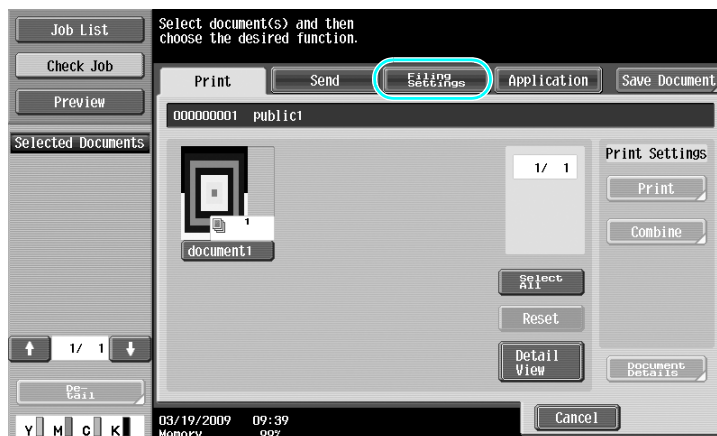 Job List
Check Job
Preview
Selected Documents
1/ 1
De-
tail
Y M C K
Select document(s) and then
choose the desired function.
Print
Send
Filing
Settings
Application
Save Document
000000001 public1
1
document1
1/ 1
Select
All
Reset
Detail
View
Print Settings
Print
Combine
Document
Details
Cancel
03/19/2009 09:39
Memory 99%